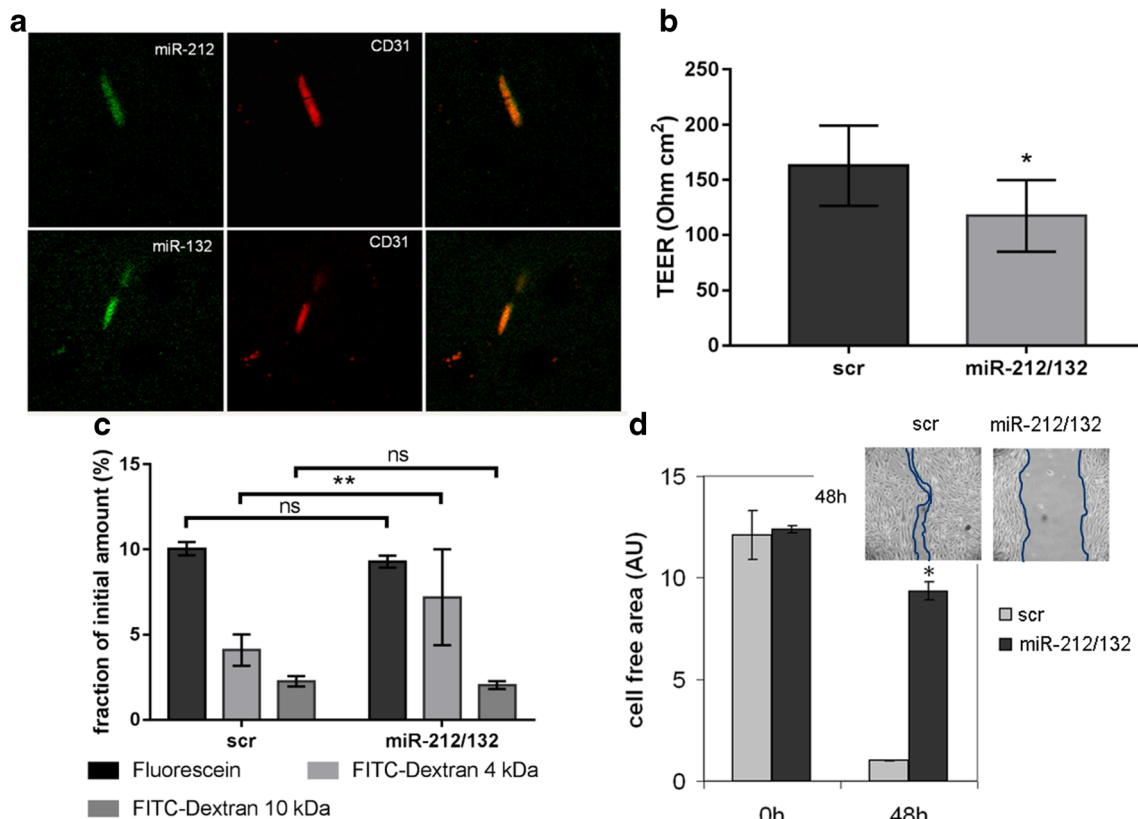 a
miR-212
CD31
miR-132
CD31
b
250
200
150
100
50
0
TEER (Ohm cm²)
*
scr
miR-212/132
c
15
10
5
0
fraction of initial amount (%)
ns
**
ns
scr
miR-212/132
Fluorescein
FITC-Dextran 4 kDa
FITC-Dextran 10 kDa
d
scr
miR-212/132
48h
15
10
5
0
cell free area (AU)
*
scr
miR-212/132
0h
48h